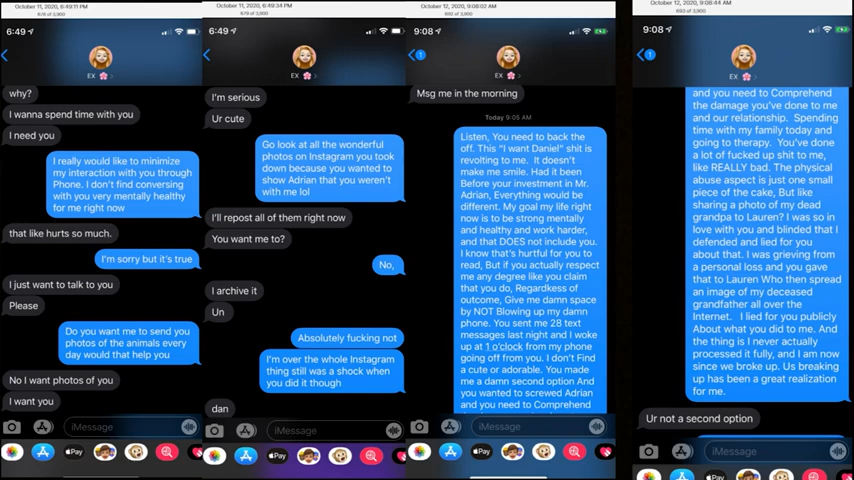 October 11, 2020, 6:49:11 PM
678 of 3,900
6:49
EX 🌸 >
why?
I wanna spend time with you
I need you
I really would like to minimize
my interaction with you through
Phone. I don't find conversing
with you very mentally healthy
for me right now
that like hurts so much.
I'm sorry but it's true
I just want to talk to you
Please
Do you want me to send you
photos of the animals every
day would that help you
No I want photos of you
I want you
iMessage
Pay
October 11, 2020, 6:49:34 PM
679 of 3,900
6:49
EX 🌸 >
I'm serious
Ur cute
Go look at all the wonderful
photos on Instagram you took
down because you wanted to
show Adrian that you weren't
with me lol
I'll repost all of them right now
You want me to?
No,
I archive it
Un
Absolutely fucking not
I'm over the whole Instagram
thing still was a shock when
you did it though
dan
iMessage
Pay
October 12, 2020, 9:08:02 AM
692 of 3,900
9:08
1
EX 🌸 >
Msg me in the morning
Today 9:05 AM
Listen, You need to back the
off. This "I want Daniel" shit is
revolting to me. It doesn't
make me smile. Had it been
Before your investment in Mr.
Adrian, Everything would be
different. My goal my life right
now is to be strong mentally
and healthy and work harder,
and that DOES not include you.
I know that's hurtful for you to
read, But if you actually respect
me any degree like you claim
that you do, Regardless of
outcome, Give me damn space
by NOT Blowing up my damn
phone. You sent me 28 text
messages last night and I woke
up at 1 o'clock from my phone
going off from you. I don't Find
a cute or adorable. You made
me a damn second option And
you wanted to screwed Adrian
and you need to Comprehend
iMessage
Pay
October 12, 2020, 9:08:44 AM
693 of 3,900
9:08
1
EX 🌸 >
and you need to Comprehend
the damage you've done to me
and our relationship. Spending
time with my family today and
going to therapy. You've done
a lot of fucked up shit to me,
like REALLY bad. The physical
abuse aspect is just one small
piece of the cake, But like
sharing a photo of my dead
grandpa to Lauren? I was so in
love with you and blinded that I
defended and lied for you
about that. I was grieving from
a personal loss and you gave
that to Lauren Who then spread
an image of my deceased
grandfather all over the
Internet. I lied for you publicly
About what you did to me. And
the thing is I never actually
processed it fully, and I am now
since we broke up. Us breaking
up has been a great realization
for me.
Ur not a second option
iMessage
Pay